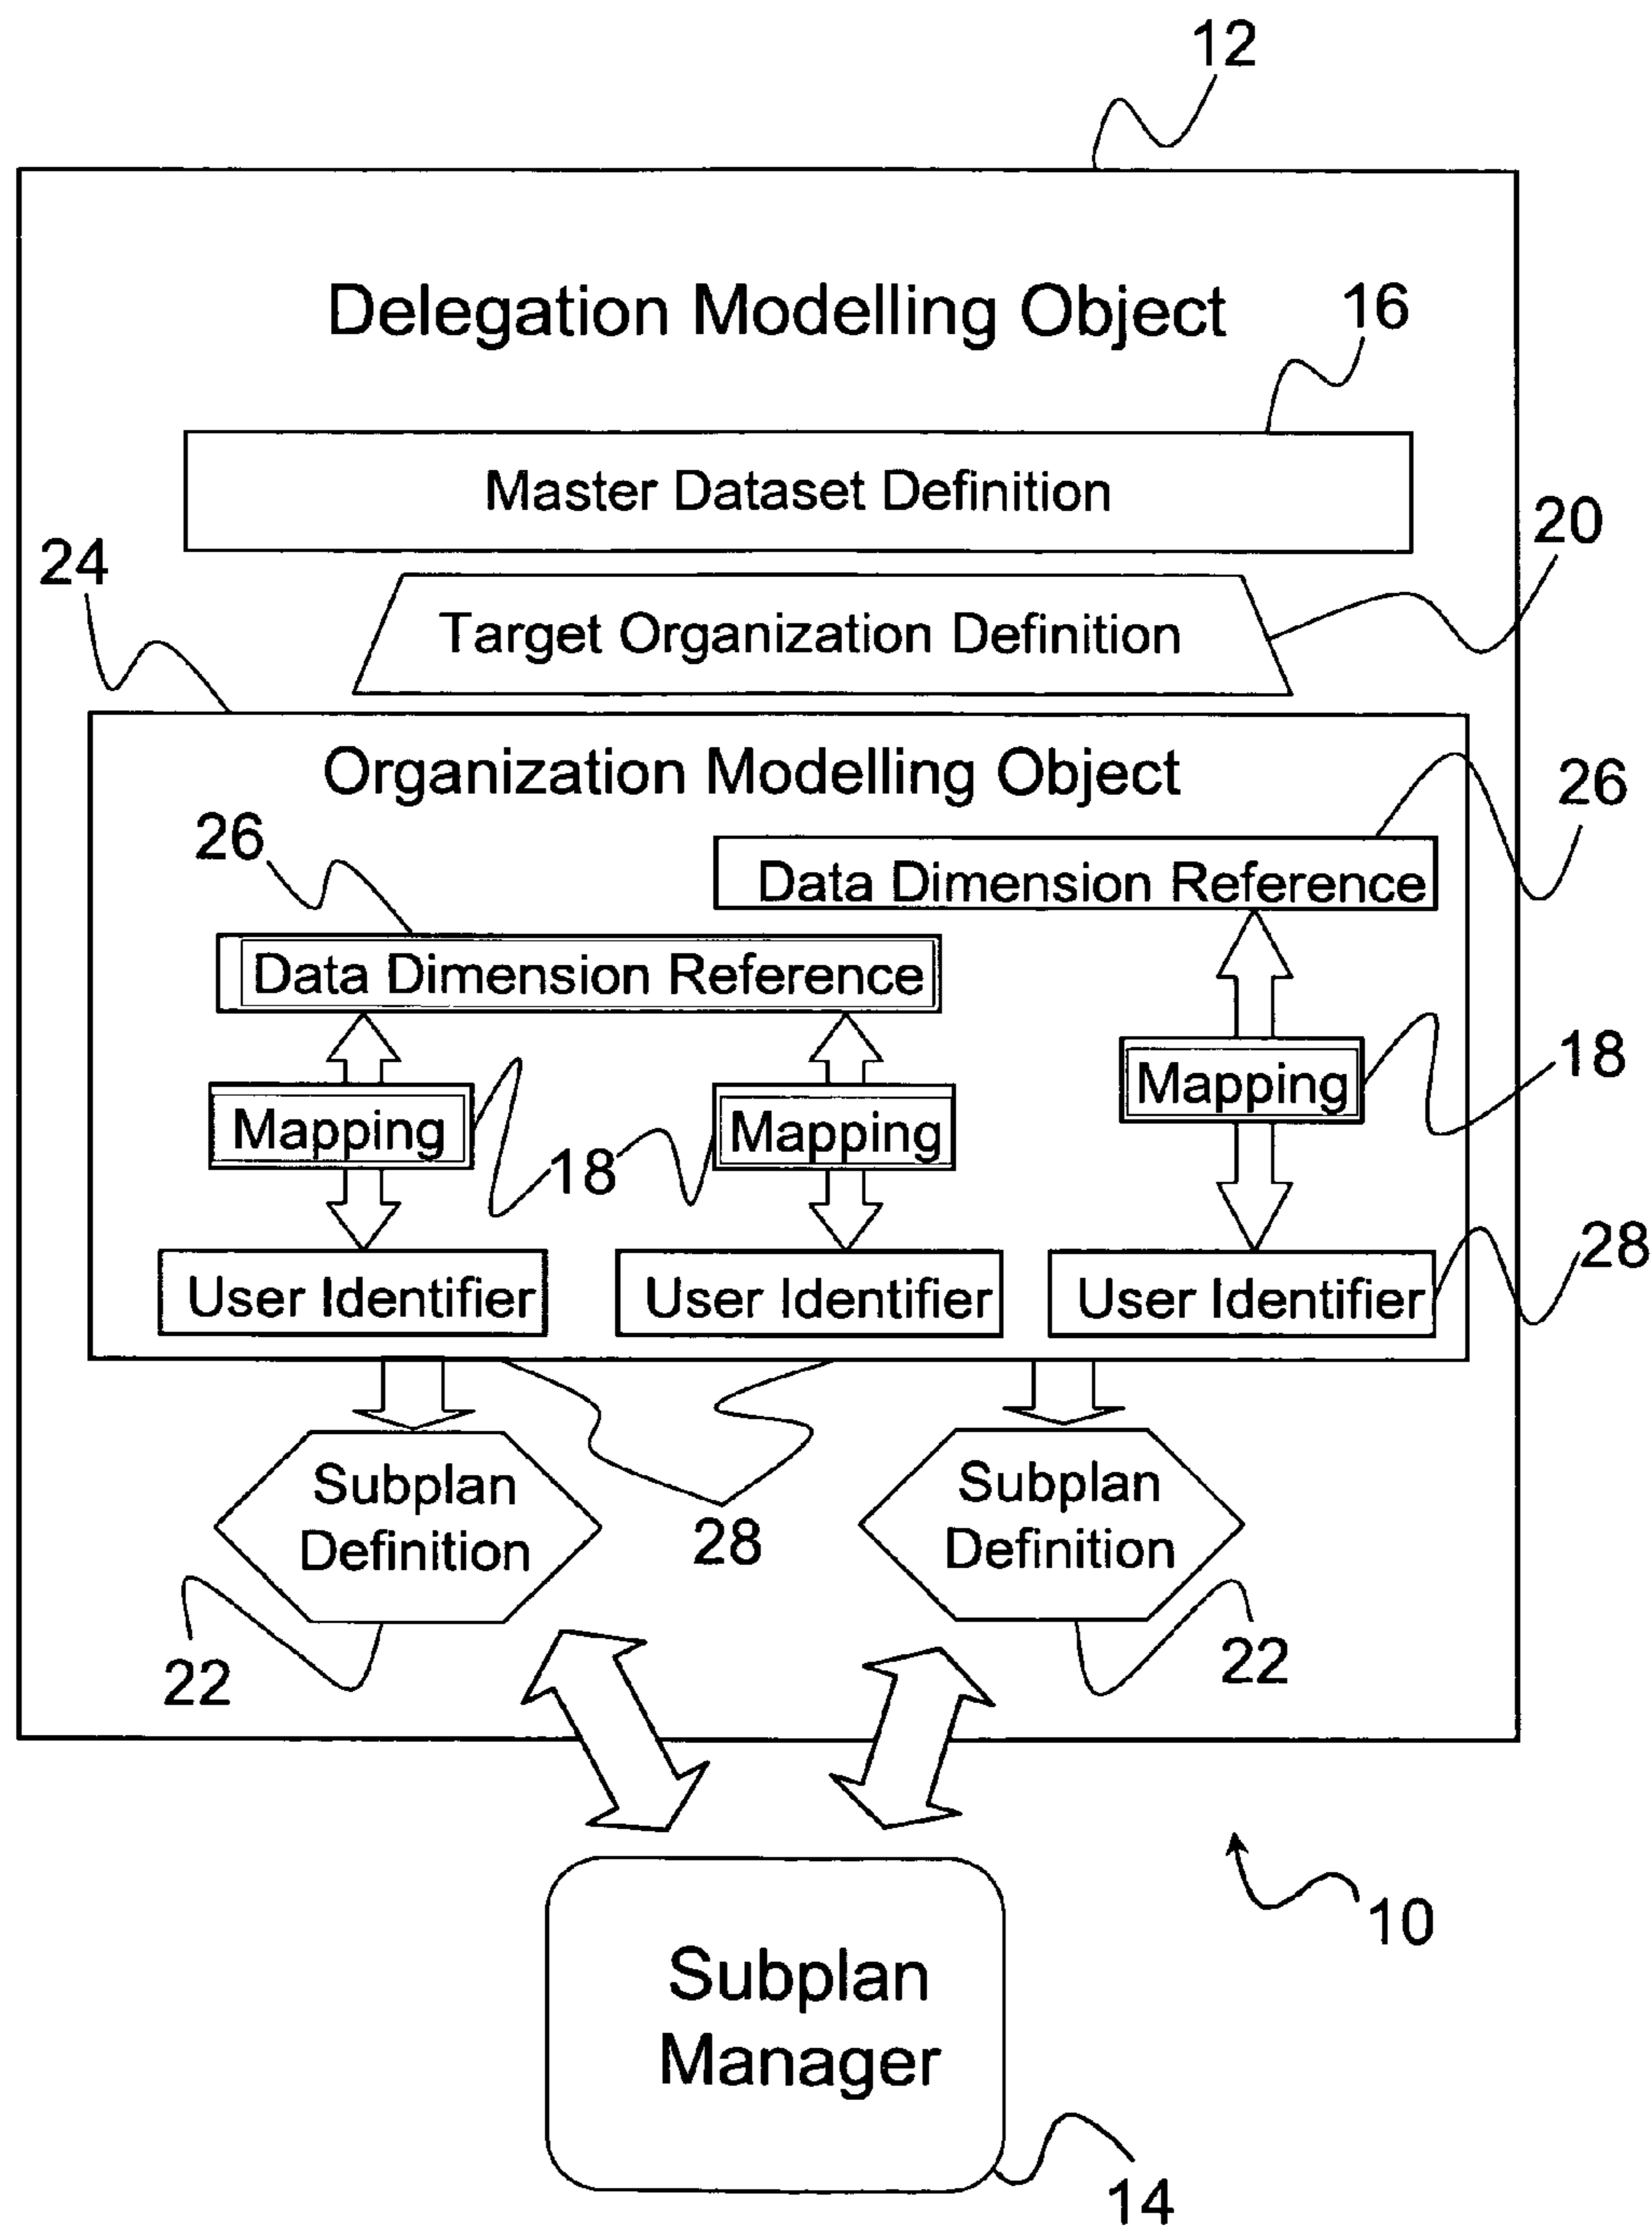 12
Delegation Modelling Object
16
Master Dataset Definition
20
24
Target Organization Definition
Organization Modelling Object
26
26
Data Dimension Reference
Data Dimension Reference
18
Mapping
Mapping
Mapping
18
28
User Identifier
User Identifier
User Identifier
Subplan
Definition
Subplan
Definition
28
22
22
10
Subplan
Manager
14